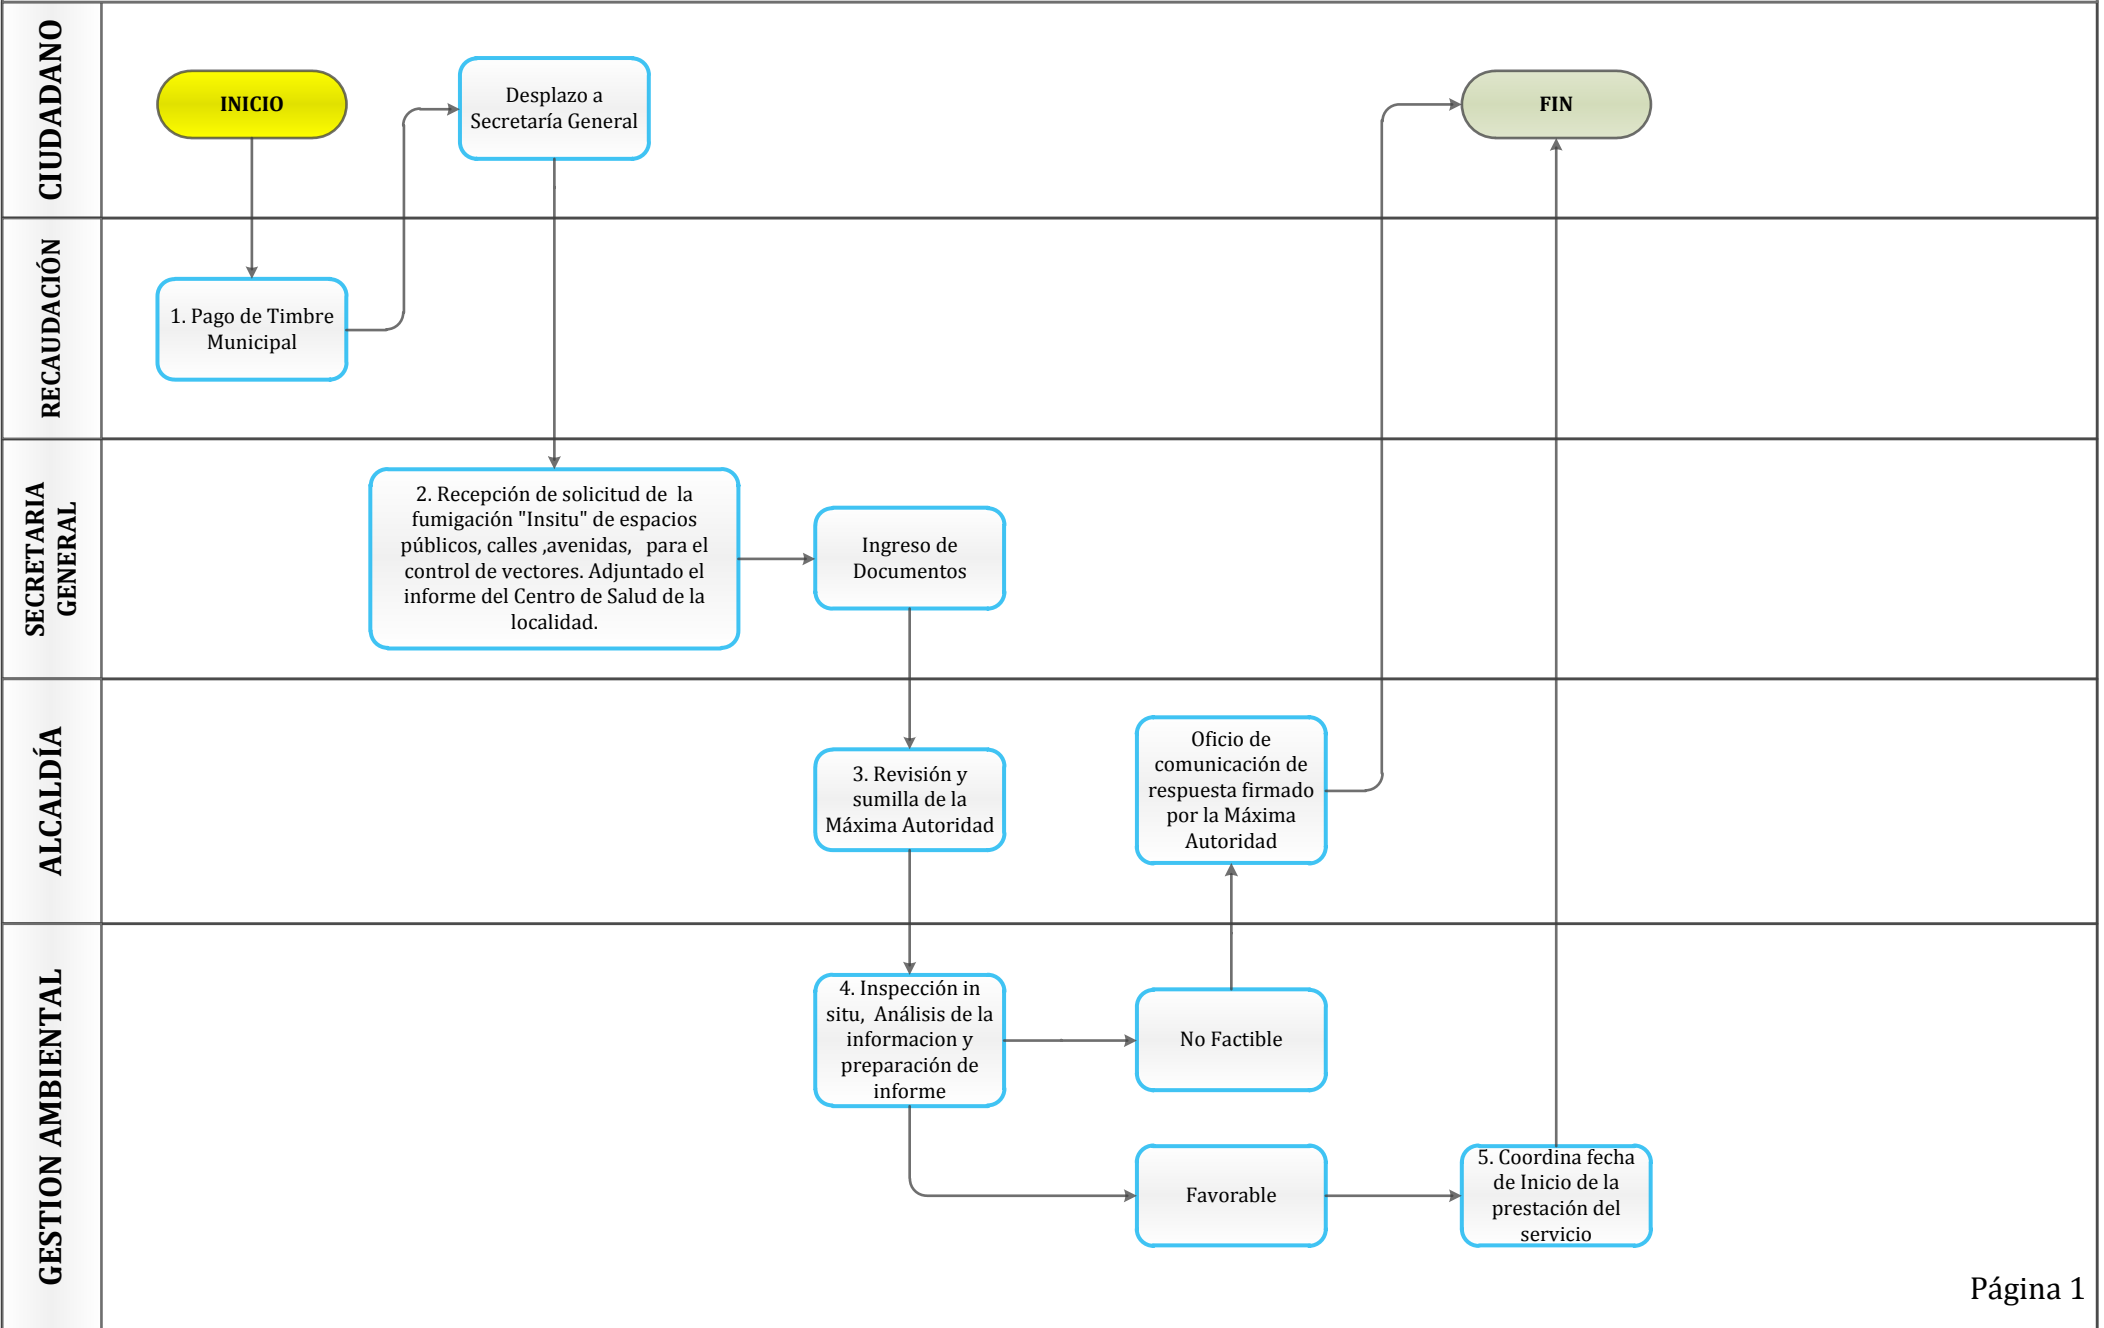 CIUDADANO
INICIO
Desplazo a
Secretaría General
FIN
RECAUDACIÓN
1. Pago de Timbre
Municipal
SECRETARIA
GENERAL
2. Recepción de solicitud de la
fumigación "Insitu" de espacios
públicos, calles ,avenidas, para el
control de vectores. Adjuntado el
informe del Centro de Salud de la
localidad.
Ingreso de
Documentos
ALCALDÍA
3. Revisión y
sumilla de la
Máxima Autoridad
Oficio de
comunicación de
respuesta firmado
por la Máxima
Autoridad
GESTION AMBIENTAL
4. Inspección in
situ, Análisis de la
informacion y
preparación de
informe
No Factible
Favorable
5. Coordina fecha
de Inicio de la
prestación del
servicio
Página 1